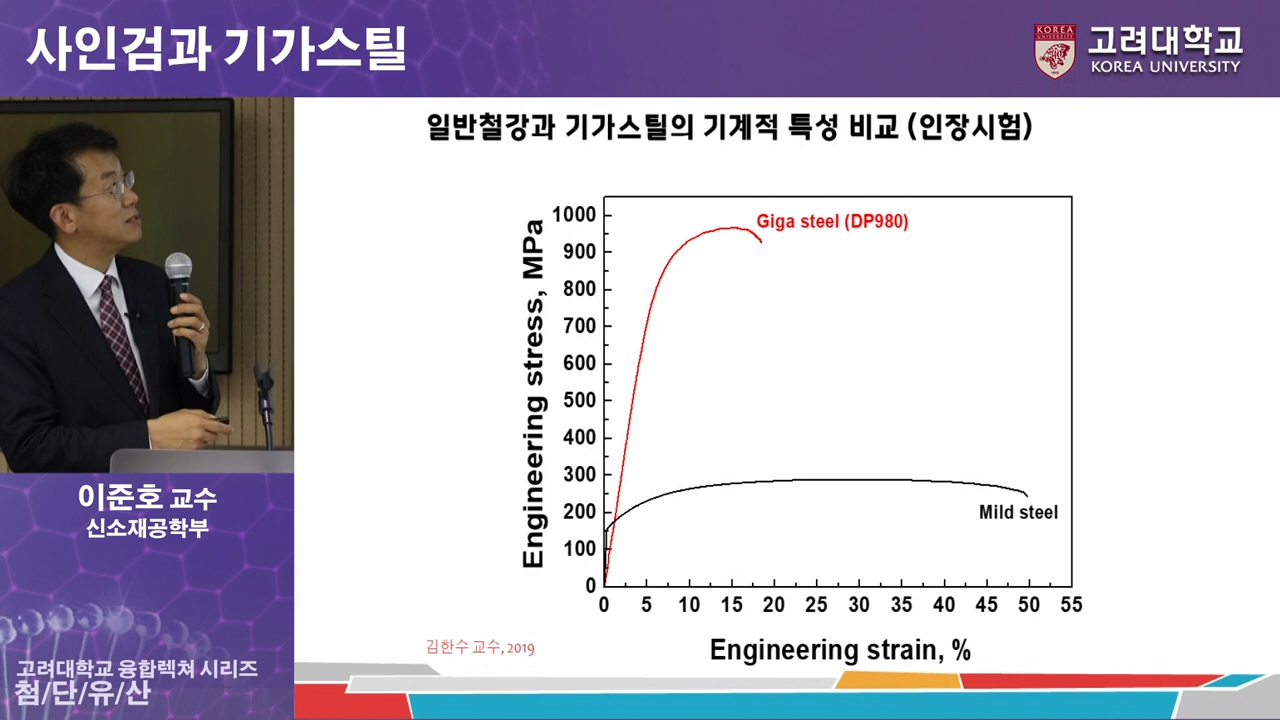 사인검과 기가스틸
KOREA
UNIVERSITY
1905
고려대학교
KOREA UNIVERSITY
일반철강과 기가스틸의 기계적 특성 비교 (인장시험)
Engineering stress, MPa
1000
900
800
700
600
500
400
300
200
100
0
Giga steel (DP980)
Mild steel
0 5 10 15 20 25 30 35 40 45 50 55
Engineering strain, %
김한수 교수, 2019
이준호 교수
신소재공학부
고려대학교 융합렉쳐 시리즈
첨/단/유/산